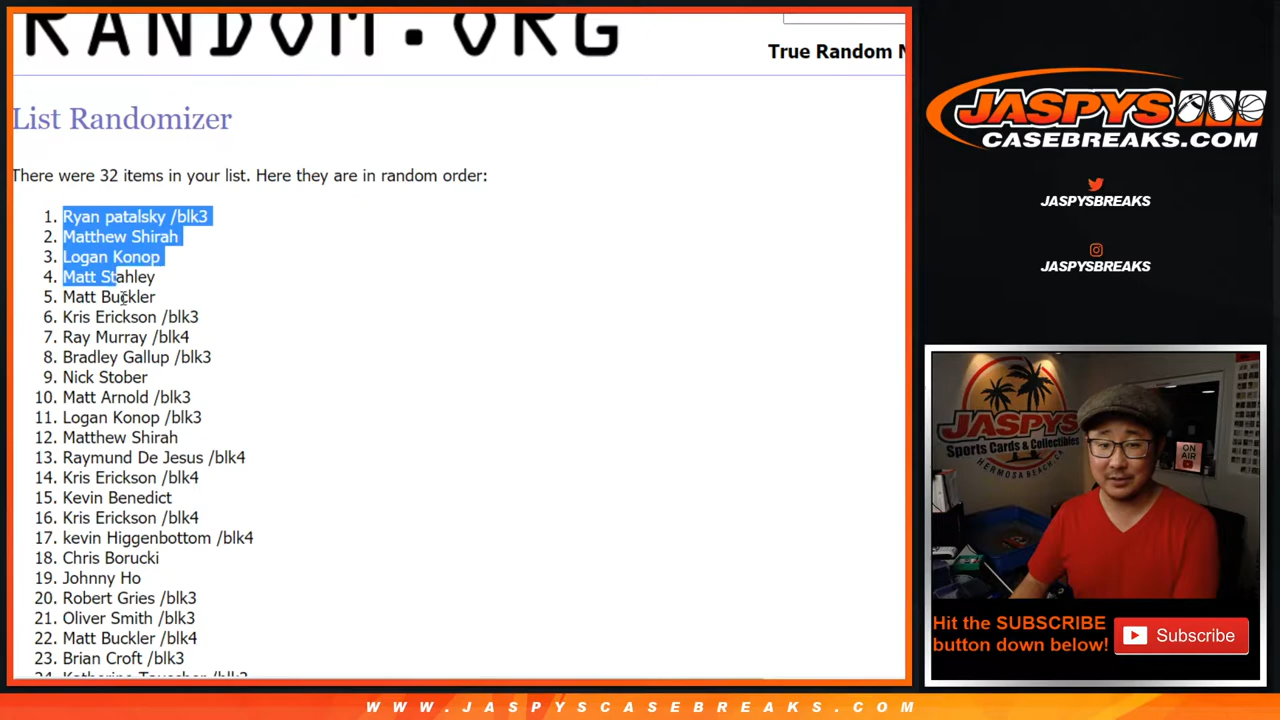 RANDOM.ORG
True Random N
List Randomizer
There were 32 items in your list. Here they are in random order:
1. Ryan patalsky /blk3
2. Matthew Shirah
3. Logan Konop
4. Matt Stahley
5. Matt Buckler
6. Kris Erickson /blk3
7. Ray Murray /blk4
8. Bradley Gallup /blk3
9. Nick Stober
10. Matt Arnold /blk3
11. Logan Konop /blk3
12. Matthew Shirah
13. Raymund De Jesus /blk4
14. Kris Erickson /blk4
15. Kevin Benedict
16. Kris Erickson /blk4
17. kevin Higgenbottom /blk4
18. Chris Borucki
19. Johnny Ho
20. Robert Gries /blk3
21. Oliver Smith /blk3
22. Matt Buckler /blk4
23. Brian Croft /blk3
JASPYS
CASEBREAKS.COM
JASPYSBREAKS
JASPYSBREAKS
JASPYS
Sports Cards & Collectibles
HERMOSA BEACH, CA
ON
AIR
Hit the SUBSCRIBE
button down below!
Subscribe
WWW.JASPYSCASEBREAKS.COM